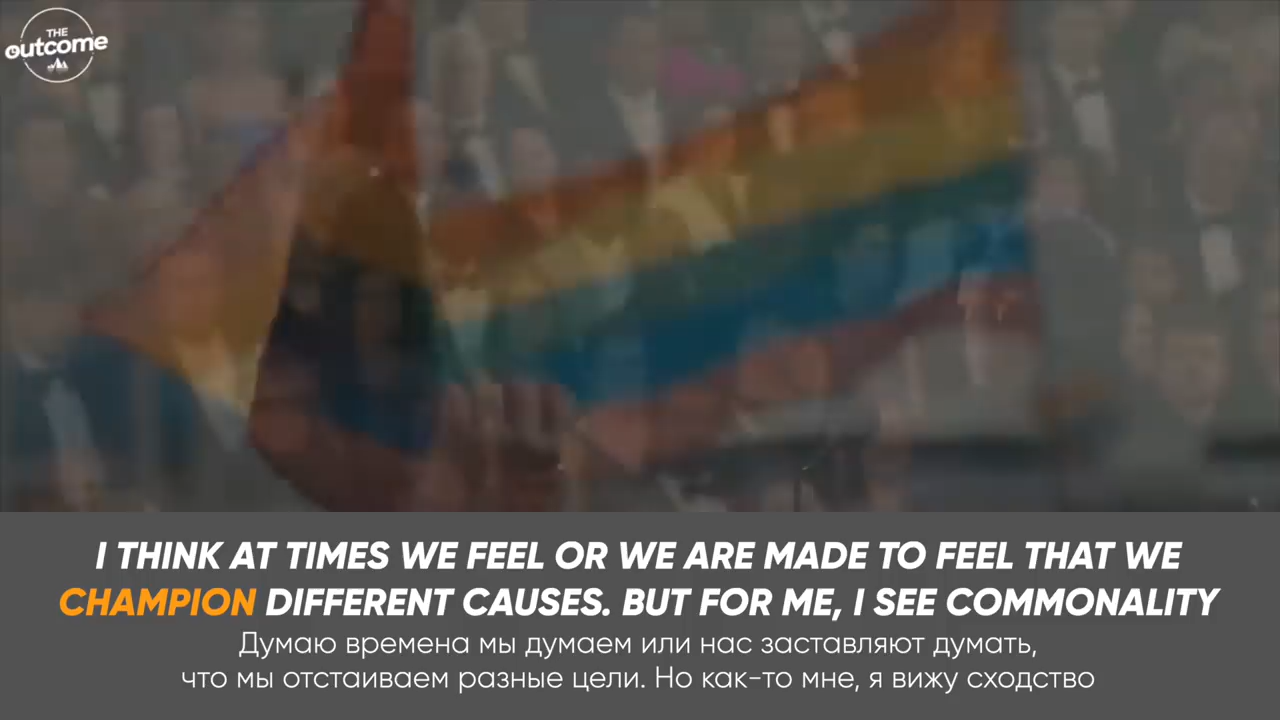 THE
outcome
I THINK AT TIMES WE FEEL OR WE ARE MADE TO FEEL THAT WE
CHAMPION DIFFERENT CAUSES. BUT FOR ME, I SEE COMMONALITY
Думаю времена мы думаем или нас заставляют думать,
что мы отстаиваем разные цели. Но как-то мне, я вижу сходство